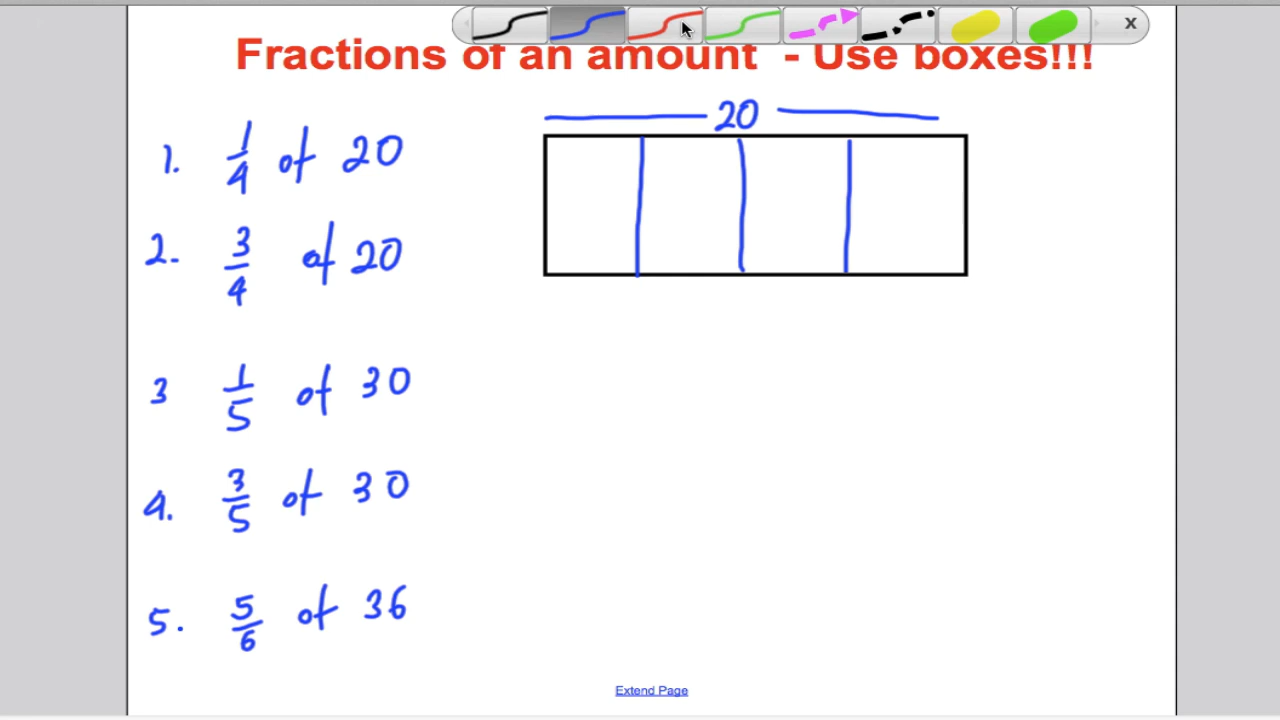 Fractions of an amount - Use boxes!!!
20
1. 1/4 of 20
2. 3/4 of 20
3 1/5 of 30
4. 3/5 of 30
5. 5/6 of 36
Extend Page
x